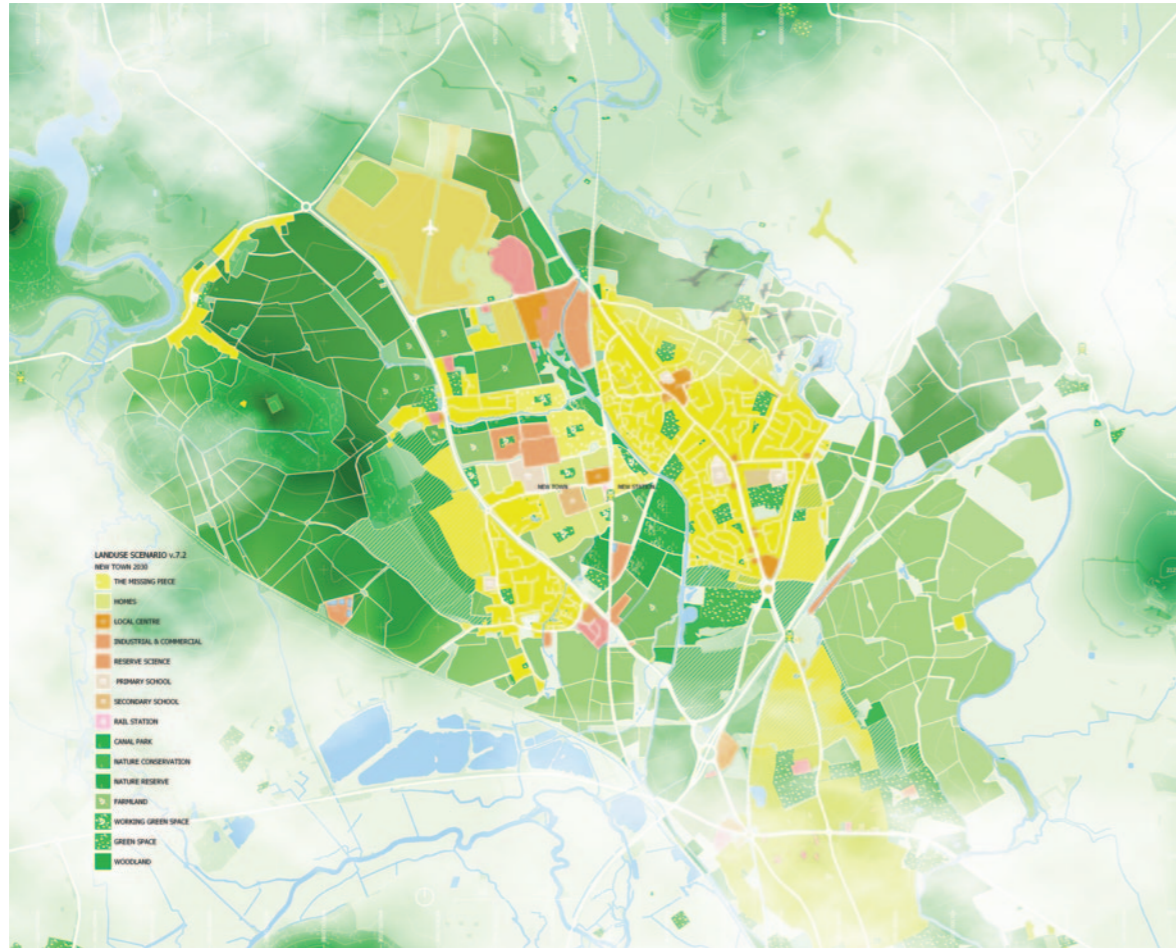 NEW TOWN
NEW STATION
LANDUSE SCENARIO v.7.2
NEW TOWN 2030
THE MISSING PIECE
HOMES
LOCAL CENTRE
INDUSTRIAL & COMMERCIAL
RESERVE SCIENCE
PRIMARY SCHOOL
SECONDARY SCHOOL
RAIL STATION
CANAL PARK
NATURE CONSERVATION
NATURE RESERVE
FARMLAND
WORKING GREEN SPACE
GREEN SPACE
WOODLAND